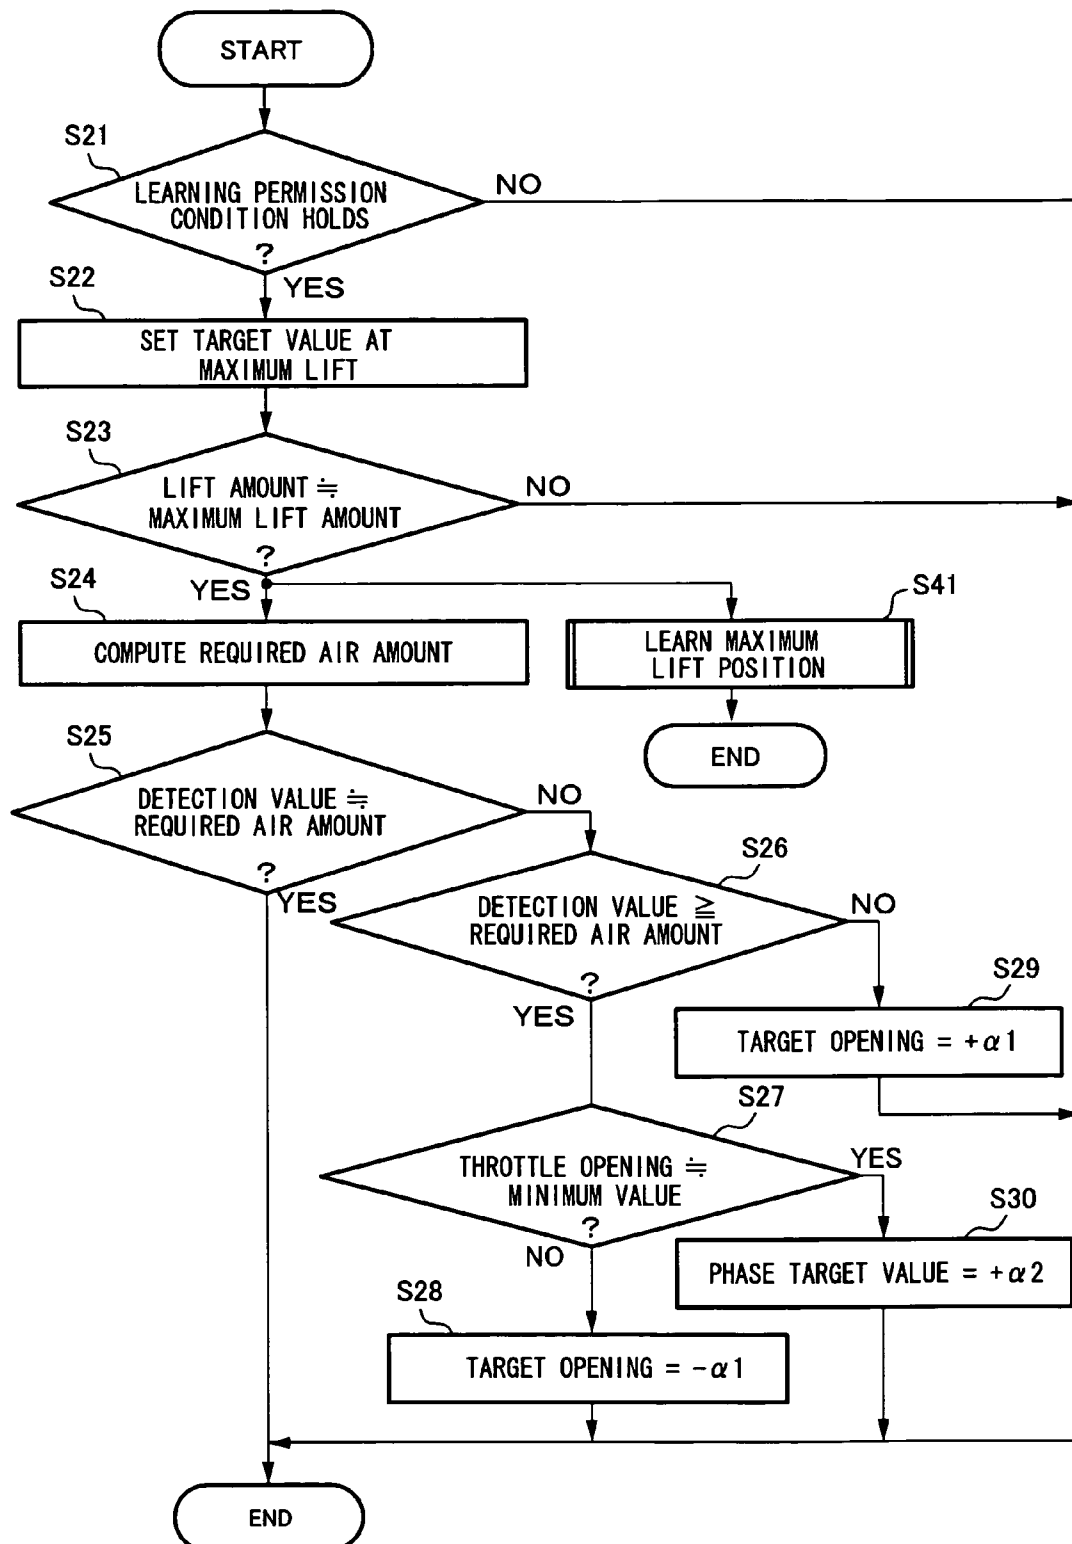 START
S21
LEARNING PERMISSION
CONDITION HOLDS
?
NO
YES
S22
SET TARGET VALUE AT
MAXIMUM LIFT
S23
LIFT AMOUNT ≒
MAXIMUM LIFT AMOUNT
?
NO
YES
S24
COMPUTE REQUIRED AIR AMOUNT
S41
LEARN MAXIMUM
LIFT POSITION
END
S25
DETECTION VALUE ≒
REQUIRED AIR AMOUNT
?
NO
YES
S26
DETECTION VALUE ≧
REQUIRED AIR AMOUNT
?
NO
YES
S29
TARGET OPENING = +α1
S27
THROTTLE OPENING ≒
MINIMUM VALUE
?
YES
NO
S30
PHASE TARGET VALUE = +α2
S28
TARGET OPENING = -α1
END